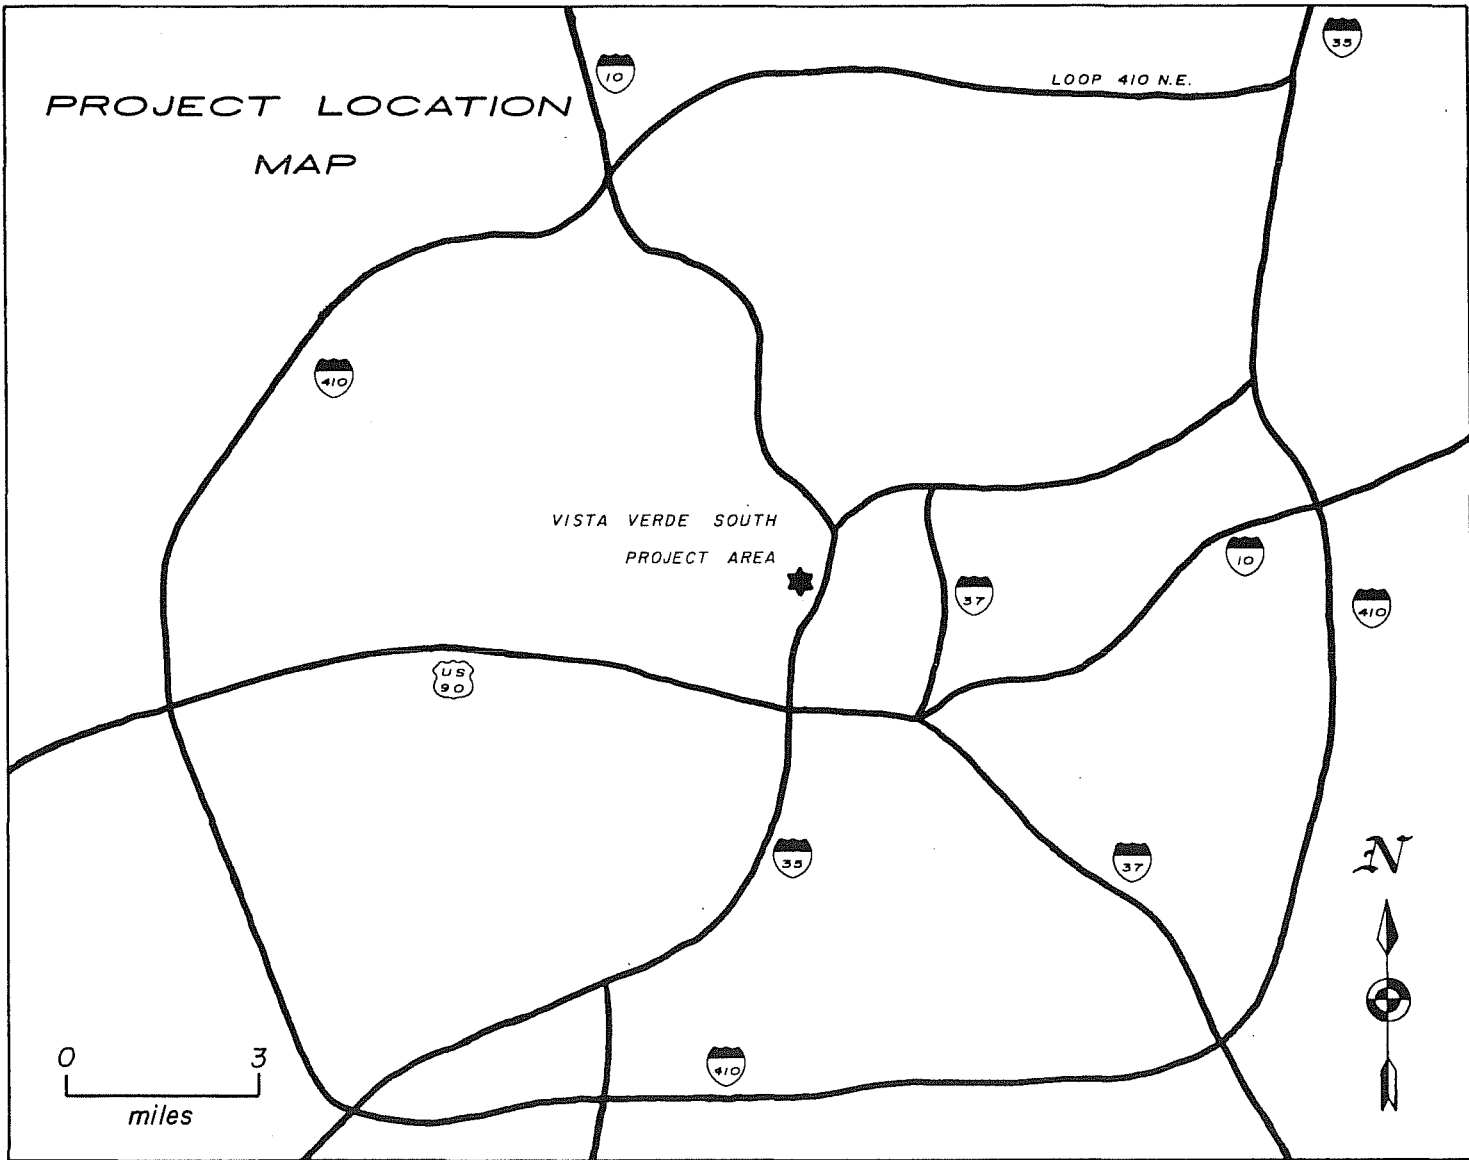 PROJECT LOCATION
MAP
10
35
LOOP 410 N.E.
410
VISTA VERDE SOUTH
PROJECT AREA
10
37
410
US
90
35
37
N
0 3
miles
410